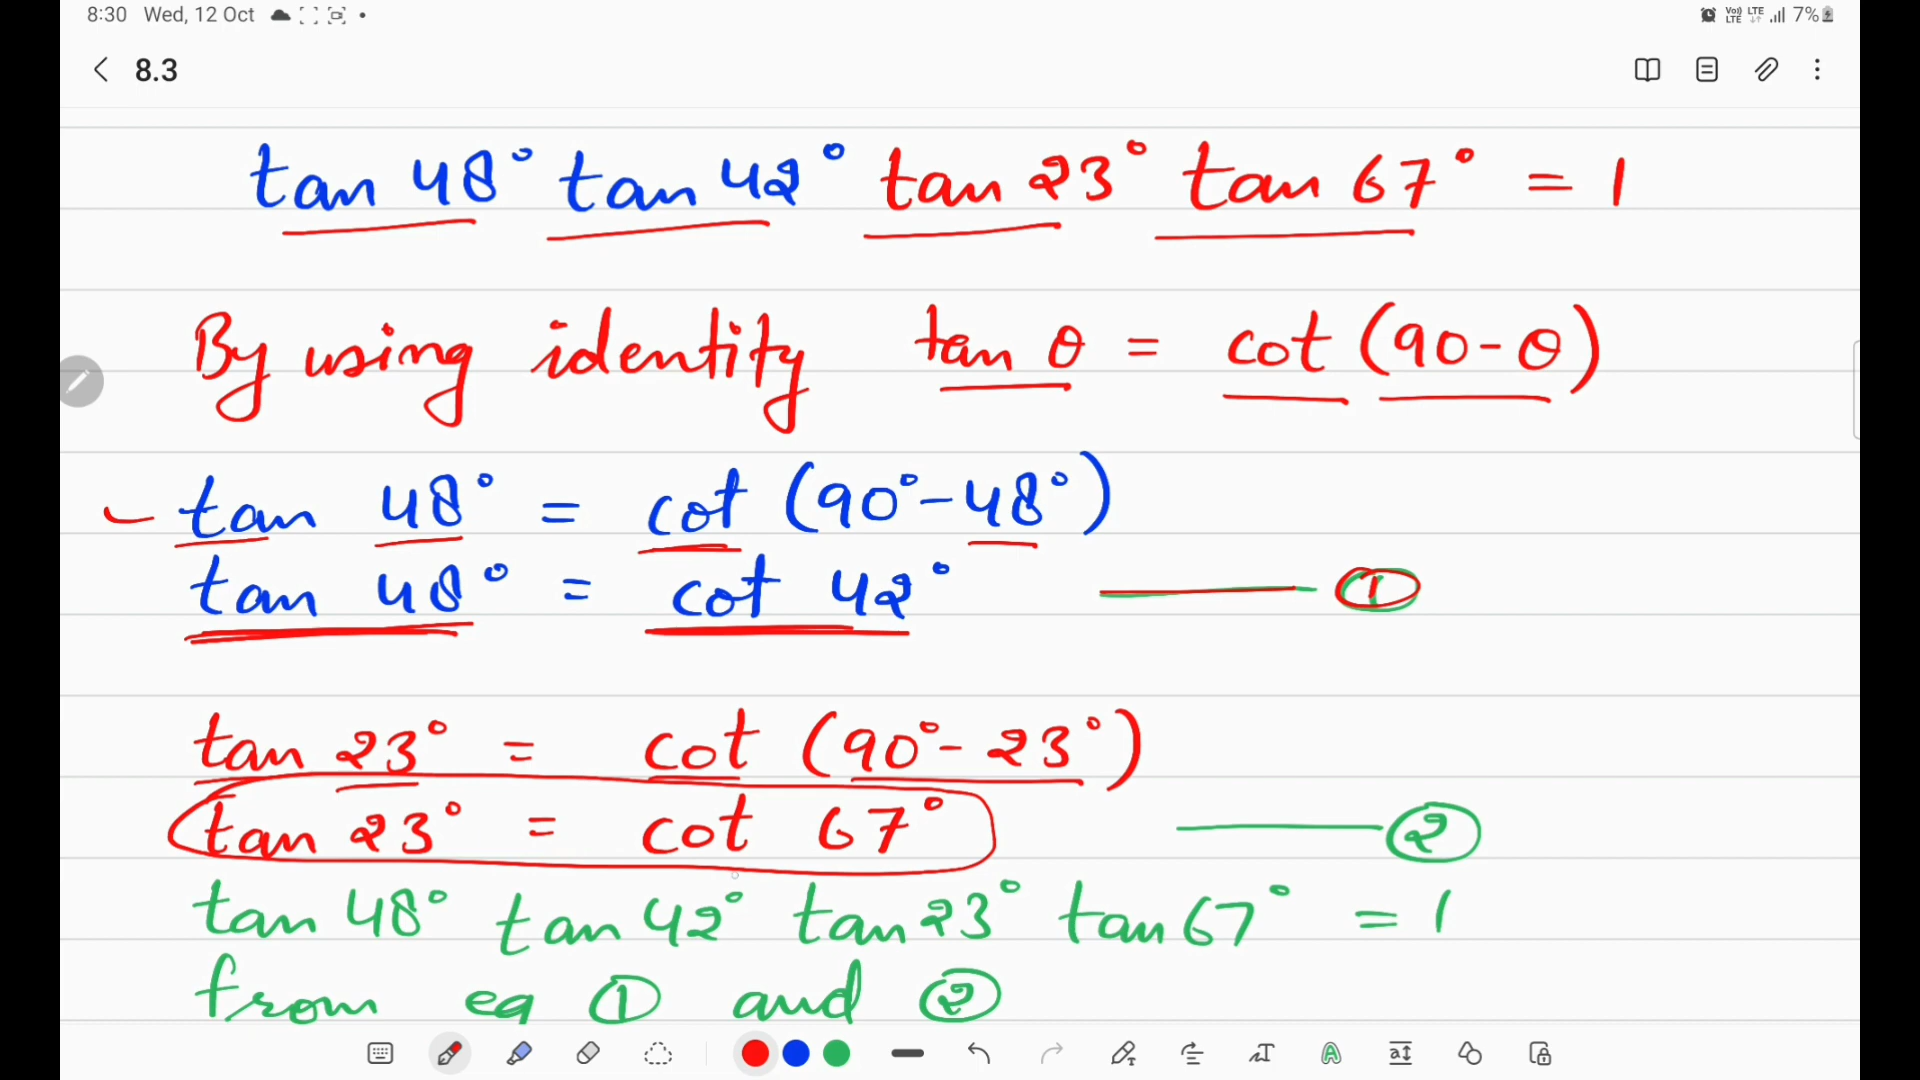 8:30 Wed, 12 Oct Vo)) LTE LTE 7%
8.3
tan 48° tan 42° tan 23° tan 67° = 1
By using identity tan θ = cot (90-θ)
tan 48° = cot (90°-48°)
tan 48° = cot 42° ——— ①
tan 23° = cot (90°- 23°)
tan 23° = cot 67° ——— ②
tan 48° tan 42° tan 23° tan 67° = 1
from eq ① and ②